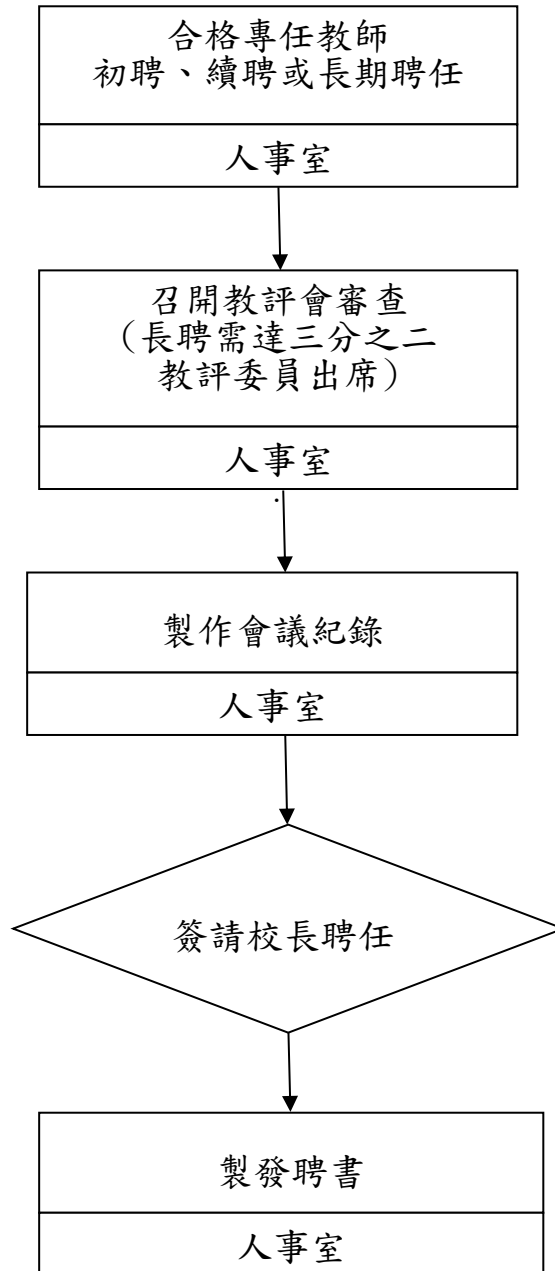 合格專任教師
初聘、續聘或長期聘任
人事室
召開教評會審查
（長聘需達三分之二
教評委員出席）
人事室
.
製作會議紀錄
人事室
簽請校長聘任
製發聘書
人事室